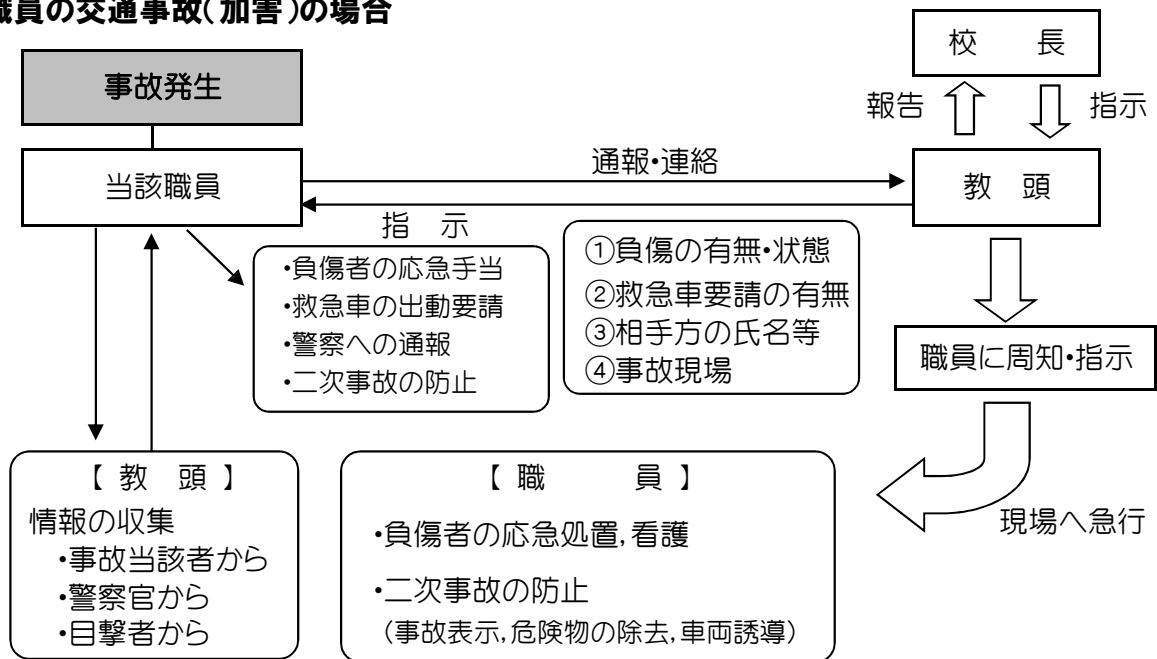 職員の交通事故(加害)の場合
事故発生
当該職員
通報・連絡
指 示
校 長
報告
指示
教 頭
・負傷者の応急手当
・救急車の出動要請
・警察への通報
・二次事故の防止
①負傷の有無・状態
②救急車要請の有無
③相手方の氏名等
④事故現場
職員に周知・指示
現場へ急行
【 教 頭 】
情報の収集
・事故当該者から
・警察官から
・目撃者から
【 職 員 】
・負傷者の応急処置,看護
・二次事故の防止
(事故表示,危険物の除去,車両誘導)